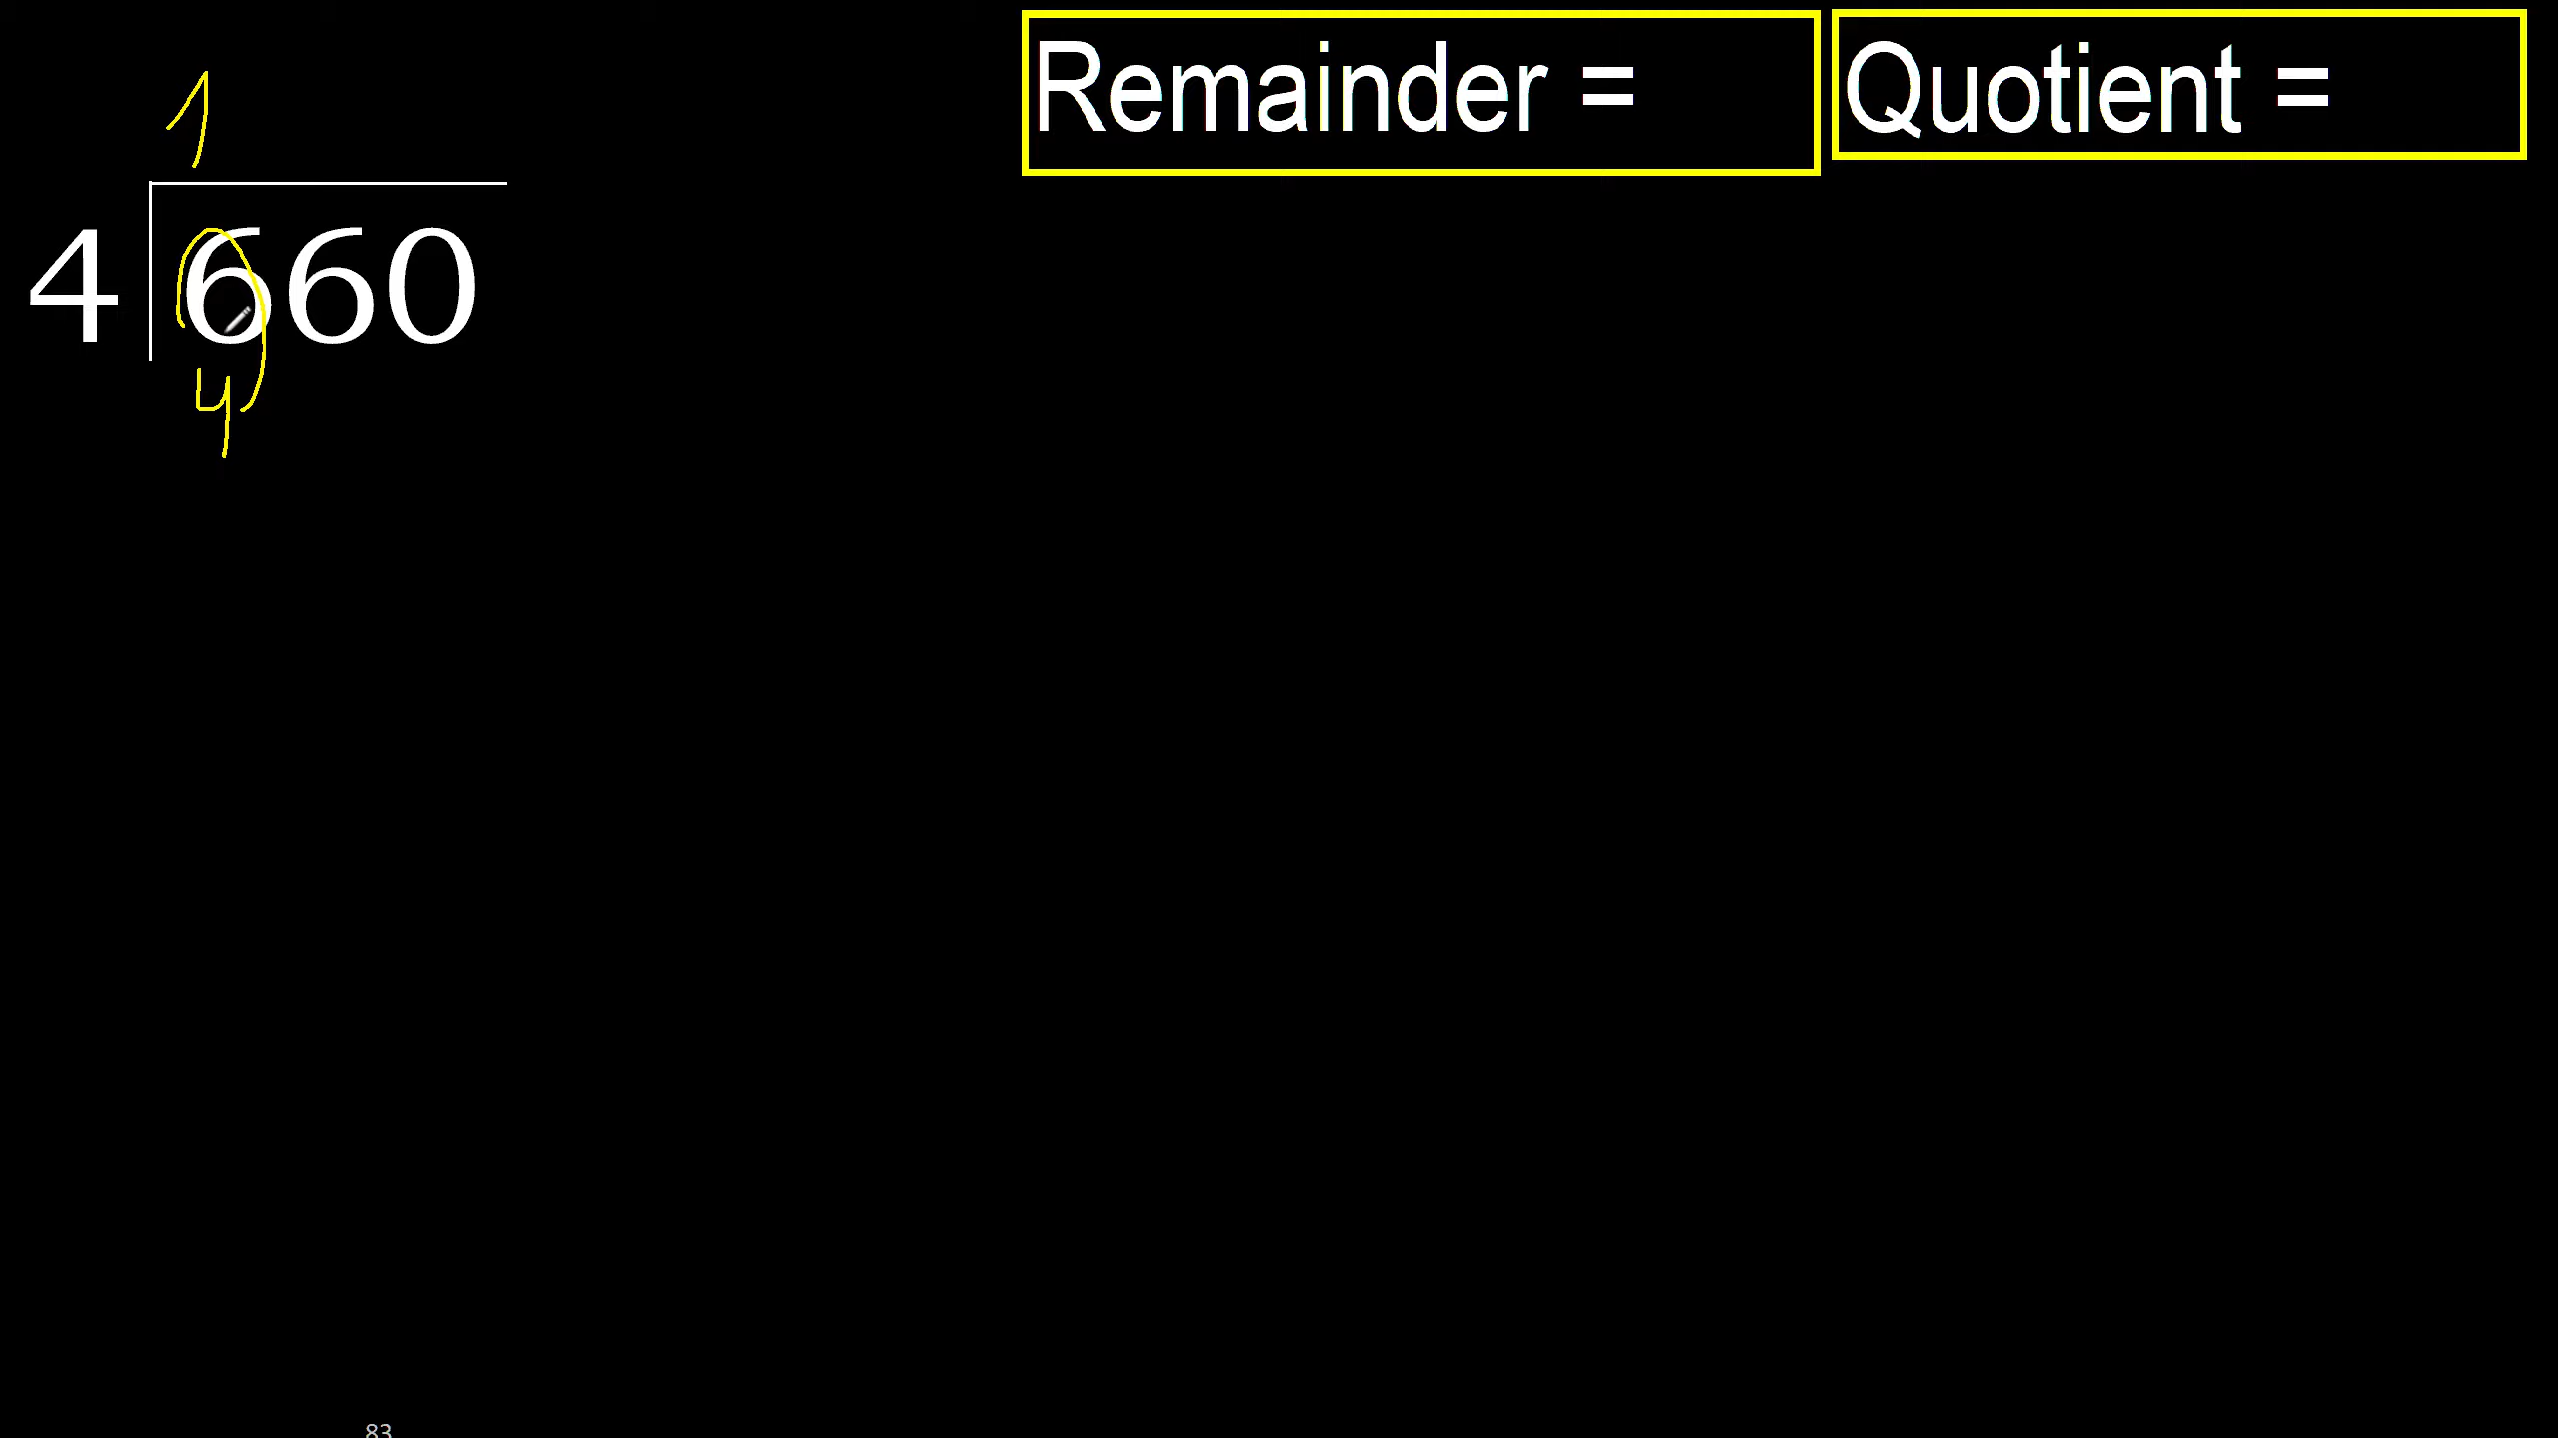 Remainder =
Quotient =
1
4 660
4
83